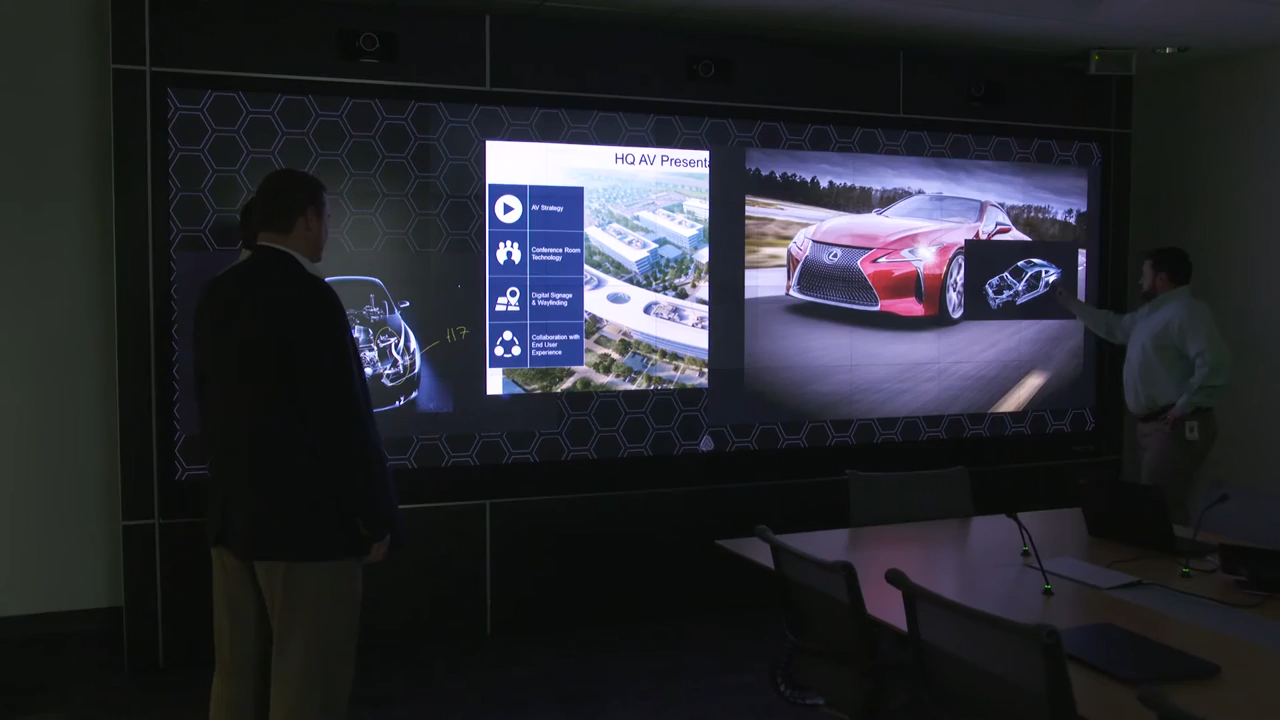 HQ AV Presenta
AV Strategy
Conference Room
Technology
Digital Signage
& Wayfinding
Collaboration with
End User
Experience
117